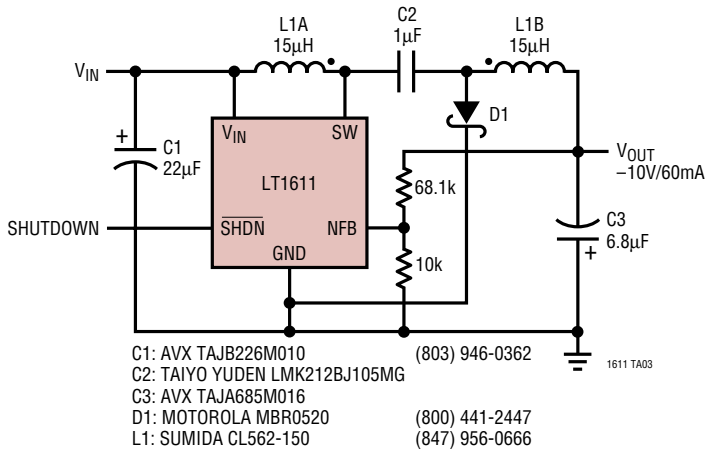 C2
1µF
L1A
15µH
L1B
15µH
VIN
D1
VIN
SW
+
C1
22µF
LT1611
68.1k
VOUT
–10V/60mA
SHUTDOWN
SHDN
NFB
C3
6.8µF
+
GND
10k
C1: AVX TAJB226M010 (803) 946-0362
C2: TAIYO YUDEN LMK212BJ105MG
C3: AVX TAJA685M016
D1: MOTOROLA MBR0520 (800) 441-2447
L1: SUMIDA CL562-150 (847) 956-0666
1611 TA03